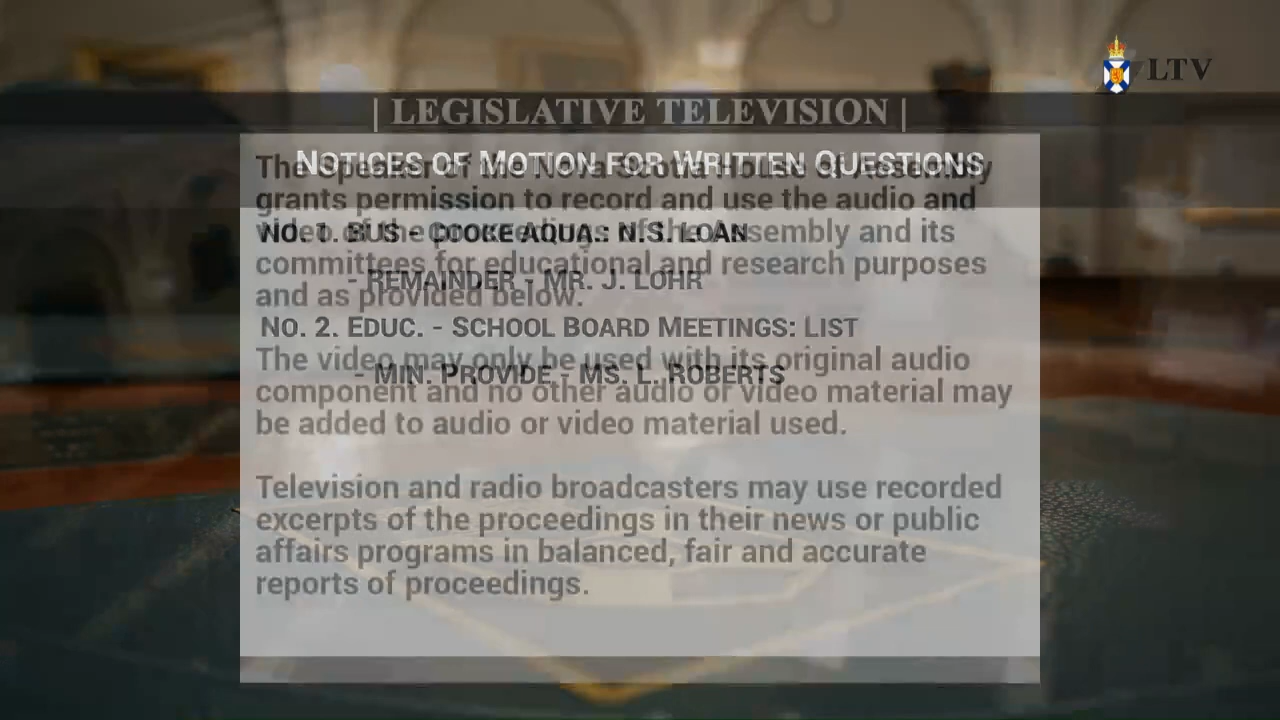 LTV
| LEGISLATIVE TELEVISION |
NOTICES OF MOTION FOR WRITTEN QUESTIONS
The Speaker of the Nova Scotia House of Assembly
grants permission to record and use the audio and
video of the proceedings of the Assembly and its
committees for educational and research purposes
and as provided below.
NO. 1. BUS - COOKE AQUA.: N.S. LOAN
- REMAINDER - MR. J. LOHR
NO. 2. EDUC. - SCHOOL BOARD MEETINGS: LIST
- MIN. PROVIDE - MS. L. ROBERTS
The video may only be used with its original audio
component and no other audio or video material may
be added to audio or video material used.
Television and radio broadcasters may use recorded
excerpts of the proceedings in their news or public
affairs programs in balanced, fair and accurate
reports of proceedings.